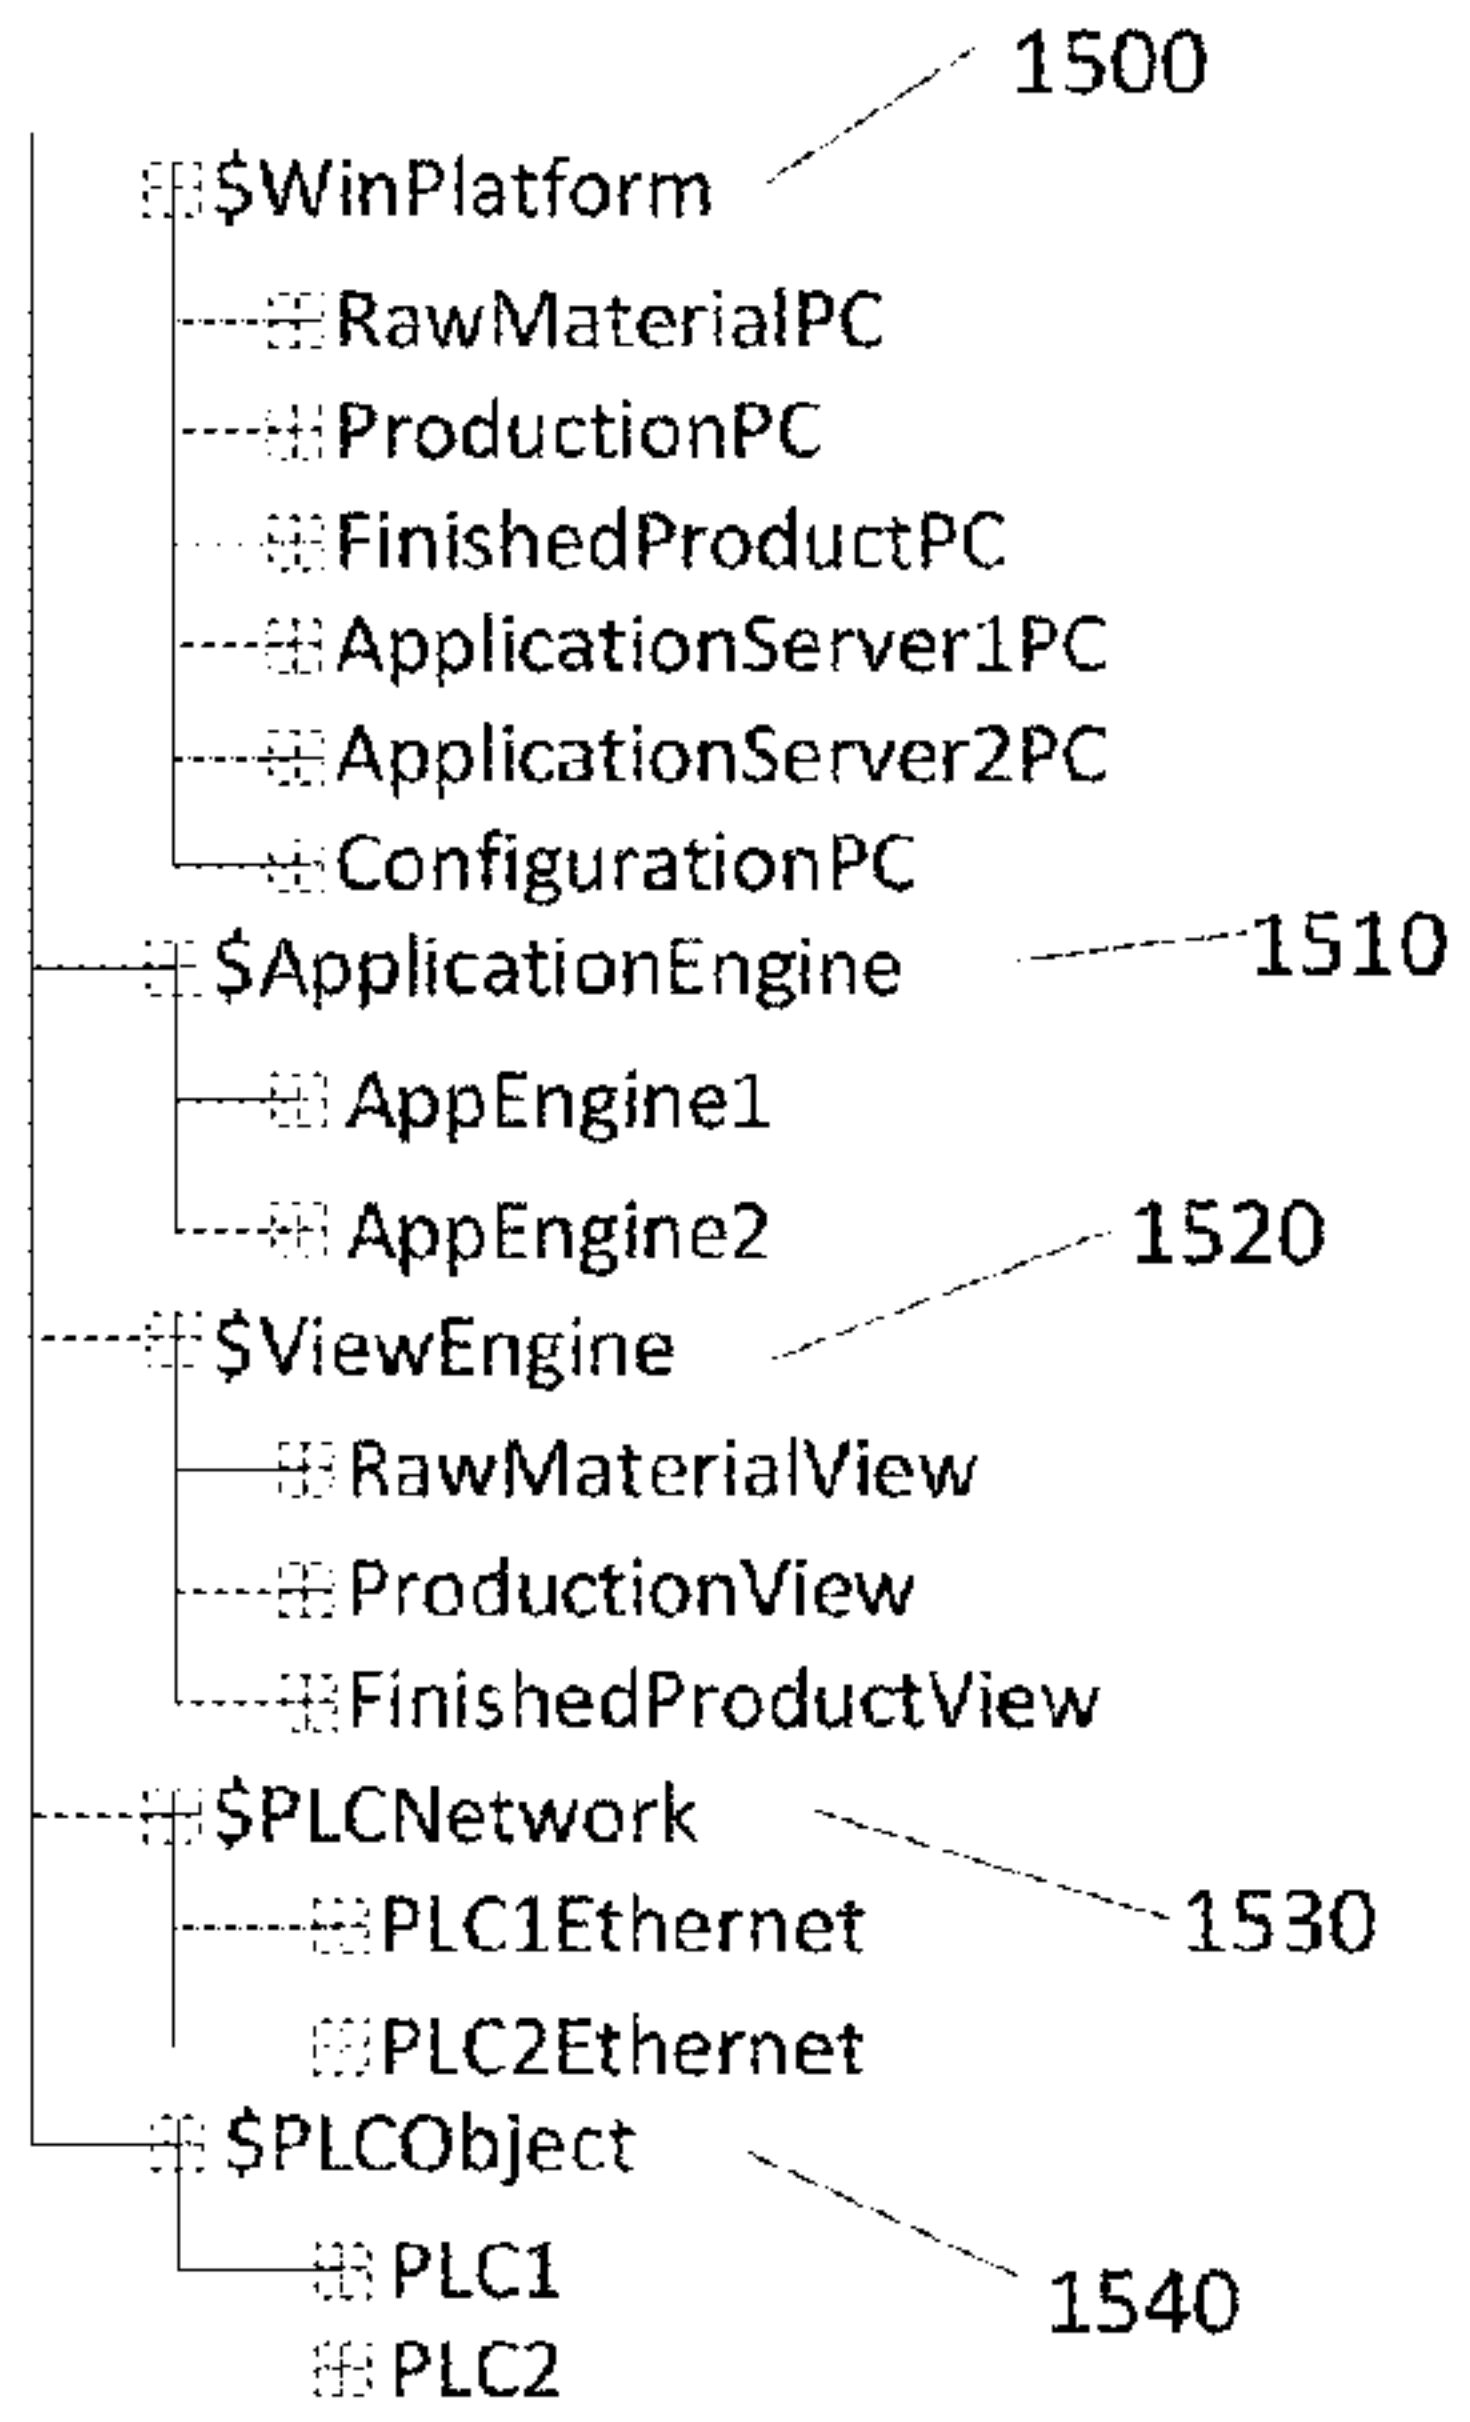 1500
$WinPlatform
RawMaterialPC
ProductionPC
FinishedProductPC
ApplicationServer1PC
ApplicationServer2PC
ConfigurationPC
1510
$ApplicationEngine
AppEngine1
AppEngine2
1520
$ViewEngine
RawMaterialView
ProductionView
FinishedProductView
$PLCNetwork
PLC1Ethernet
1530
PLC2Ethernet
$PLCObject
PLC1
1540
PLC2